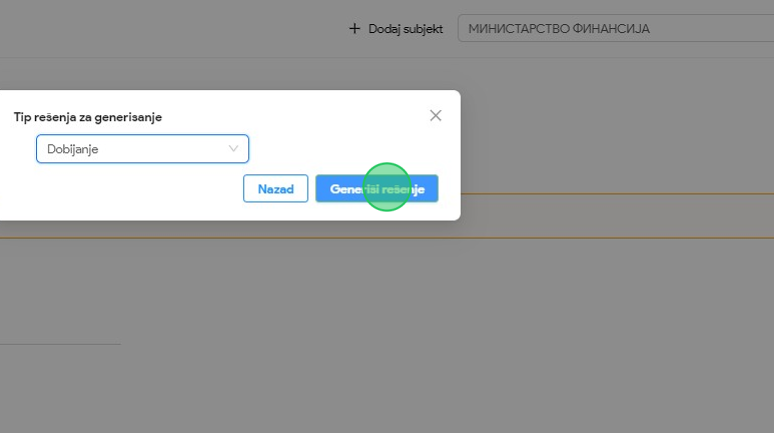 Dodaj subjekt
МИНИСТАРСТВО ФИНАНСИЈА
Tip rešenja za generisanje
Dobijanje
Nazad
Generiši rešenje